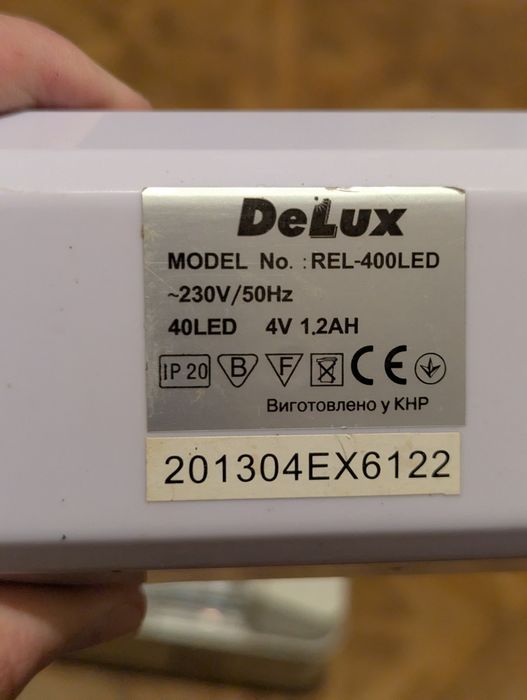 DeLux
MODEL No. : REL-400LED
~230V/50Hz
40LED 4V 1.2AH
IP 20 B F CE
Виготовлено у КНР
201304EX6122